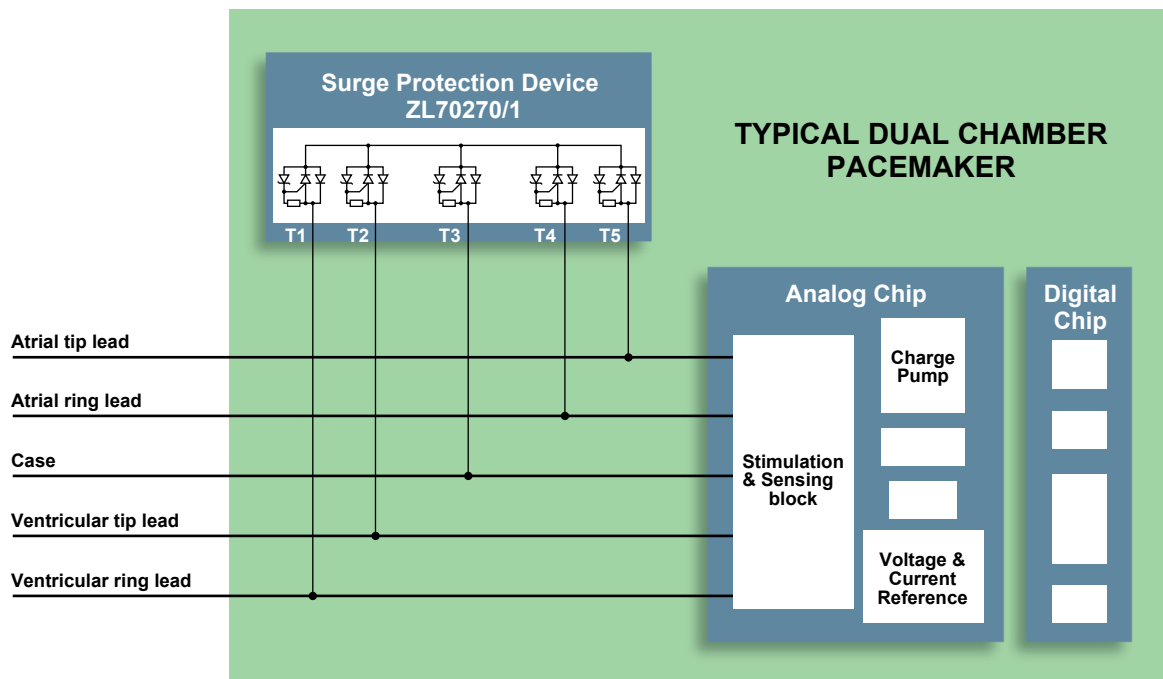 Surge Protection Device
ZL70270/1
TYPICAL DUAL CHAMBER
PACEMAKER
T1
T2
T3
T4
T5
Analog Chip
Digital
Chip
Atrial tip lead
Charge
Pump
Atrial ring lead
Case
Stimulation
& Sensing
block
Ventricular tip lead
Voltage &
Current
Reference
Ventricular ring lead